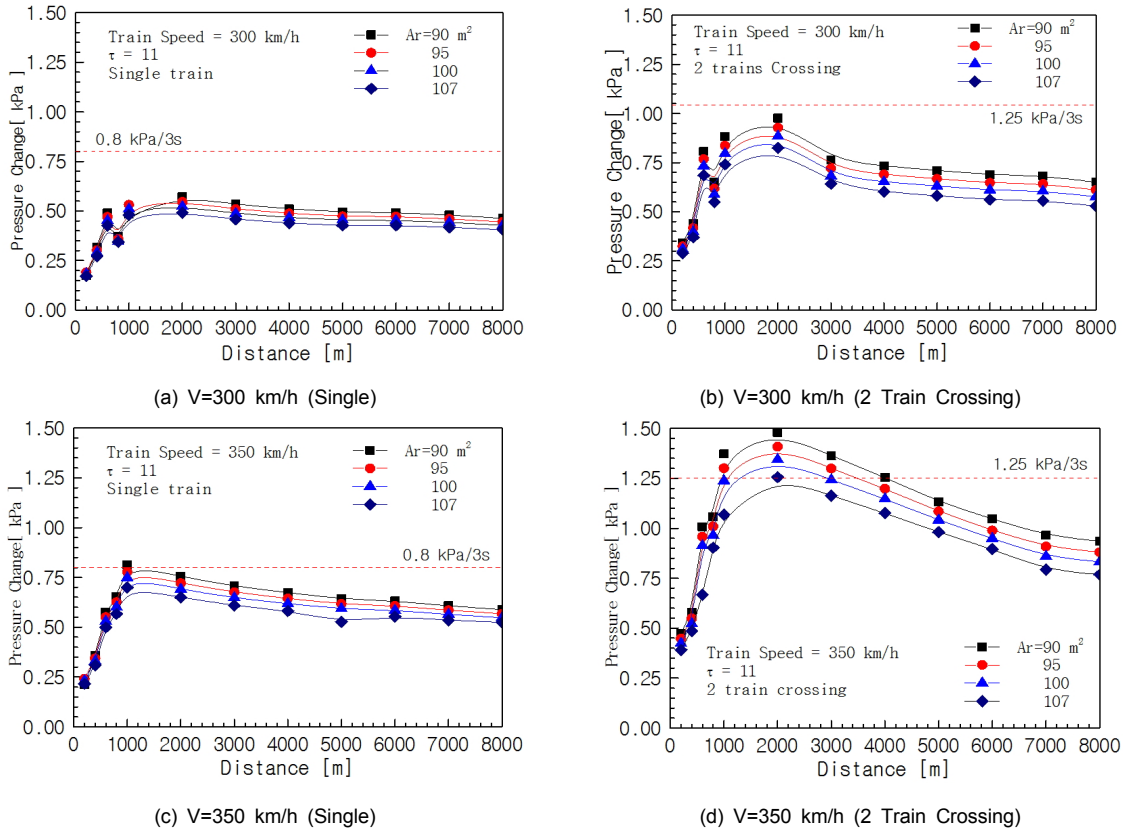 Train Speed = 300 km/h
τ = 11
Single train
Ar=90 m²
95
100
107
0.8 kPa/3s
Pressure Change[ kPa]
1.50
1.25
1.00
0.75
0.50
0.25
0.00
0 1000 2000 3000 4000 5000 6000 7000 8000
Distance [m]
(a) V=300 km/h (Single)
Train Speed = 300 km/h
τ = 11
2 trains Crossing
Ar=90 m²
95
100
107
1.25 kPa/3s
Pressure Change[ kPa]
1.50
1.25
1.00
0.75
0.50
0.25
0.00
0 1000 2000 3000 4000 5000 6000 7000 8000
Distance [m]
(b) V=300 km/h (2 Train Crossing)
Train Speed = 350 km/h
τ = 11
Single train
Ar=90 m²
95
100
107
0.8 kPa/3s
Pressure Change[ kPa]
1.50
1.25
1.00
0.75
0.50
0.25
0.00
0 1000 2000 3000 4000 5000 6000 7000 8000
Distance [m]
(c) V=350 km/h (Single)
1.25 kPa/3s
Train Speed = 350 km/h
τ = 11
2 train crossing
Ar=90 m²
95
100
107
Pressure Change[ kPa]
1.50
1.25
1.00
0.75
0.50
0.25
0.00
0 1000 2000 3000 4000 5000 6000 7000 8000
Distance [m]
(d) V=350 km/h (2 Train Crossing)